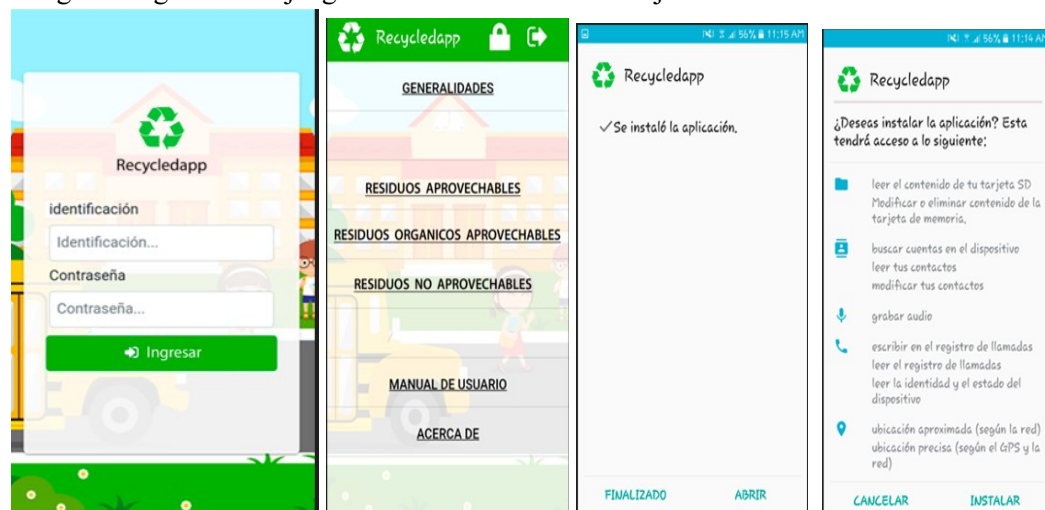 Recycledapp
identificación
Identificación...
Contraseña
Contraseña...
Ingresar
Recycledapp
GENERALIDADES
RESIDUOS APROVECHABLES
RESIDUOS ORGANICOS APROVECHABLES
RESIDUOS NO APROVECHABLES
MANUAL DE USUARIO
ACERCA DE
56% 11:15 AM
Recycledapp
Se instaló la aplicación.
FINALIZADO ABRIR
56% 11:14 AM
Recycledapp
¿Deseas instalar la aplicación? Esta
tendrá acceso a lo siguiente:
leer el contenido de tu tarjeta SD
Modificar o eliminar contenido de la
tarjeta de memoria.
buscar cuentas en el dispositivo
leer tus contactos
modificar tus contactos
grabar audio
escribir en el registro de llamadas
leer el registro de llamadas
leer la identidad y el estado del
dispositivo
ubicación aproximada (según la red)
ubicación precisa (según el GPS y la
red)
CANCELAR INSTALAR